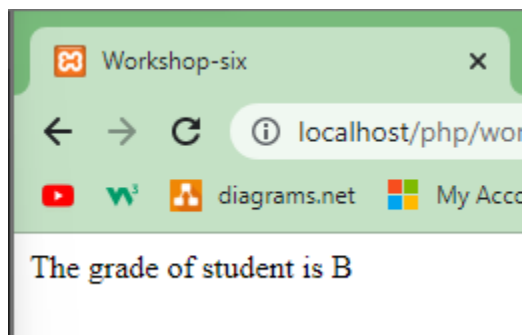 Workshop-six
localhost/php/wor
diagrams.net My Acco
The grade of student is B